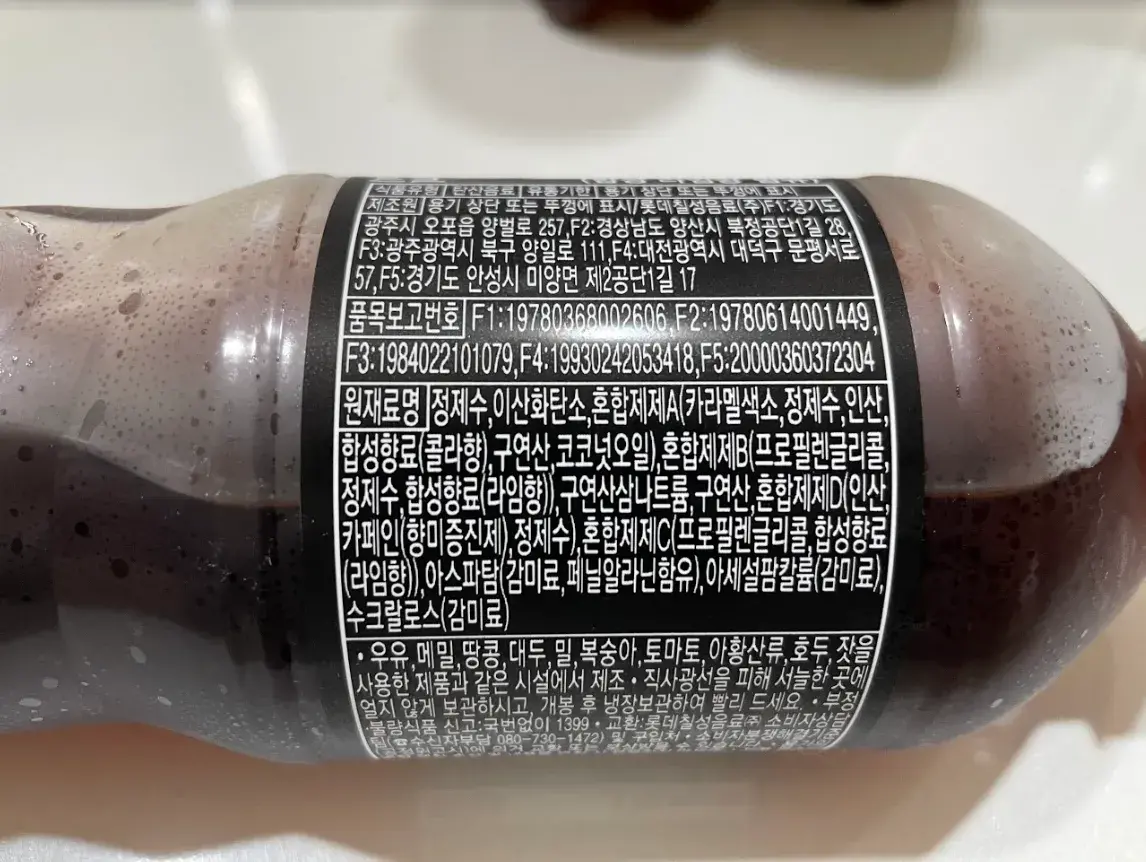 식품유형 탄산음료 유통기한 용기 상단 또는 뚜껑에 표시
제조원 용기 상단 또는 뚜껑에 표시/롯데칠성음료(주)F1:경기도
광주시 오포읍 양벌로 257,F2:경상남도 양산시 북정공단1길 28,
F3:광주광역시 북구 양일로 111,F4:대전광역시 대덕구 문평서로
57,F5:경기도 안성시 미양면 제2공단1길 17
품목보고번호 F1:19780368002606,F2:19780614001449,
F3:1984022101079,F4:19930242053418,F5:20000360372304
원재료명 정제수,이산화탄소,혼합제제A(카라멜색소,정제수,인산,
합성향료(콜라향),구연산,코코넛오일),혼합제제B(프로필렌글리콜,
정제수,합성향료(라임향)),구연산삼나트륨,구연산,혼합제제D(인산,
카페인(향미증진제),정제수),혼합제제C(프로필렌글리콜,합성향료
(라임향)),아스파탐(감미료,페닐알라닌함유),아세설팜칼륨(감미료),
수크랄로스(감미료)
• 우유,메밀,땅콩,대두,밀,복숭아,토마토,아황산류,호두,잣을
사용한 제품과 같은 시설에서 제조 • 직사광선을 피해 서늘한 곳에
얼지 않게 보관하시고, 개봉 후 냉장보관하여 빨리 드세요. • 부정
불량식품 신고:국번없이 1399 • 교환:롯데칠성음료㈜ 소비자상담
080-730-1472) 및 구입처 • 소비자분쟁해결기준